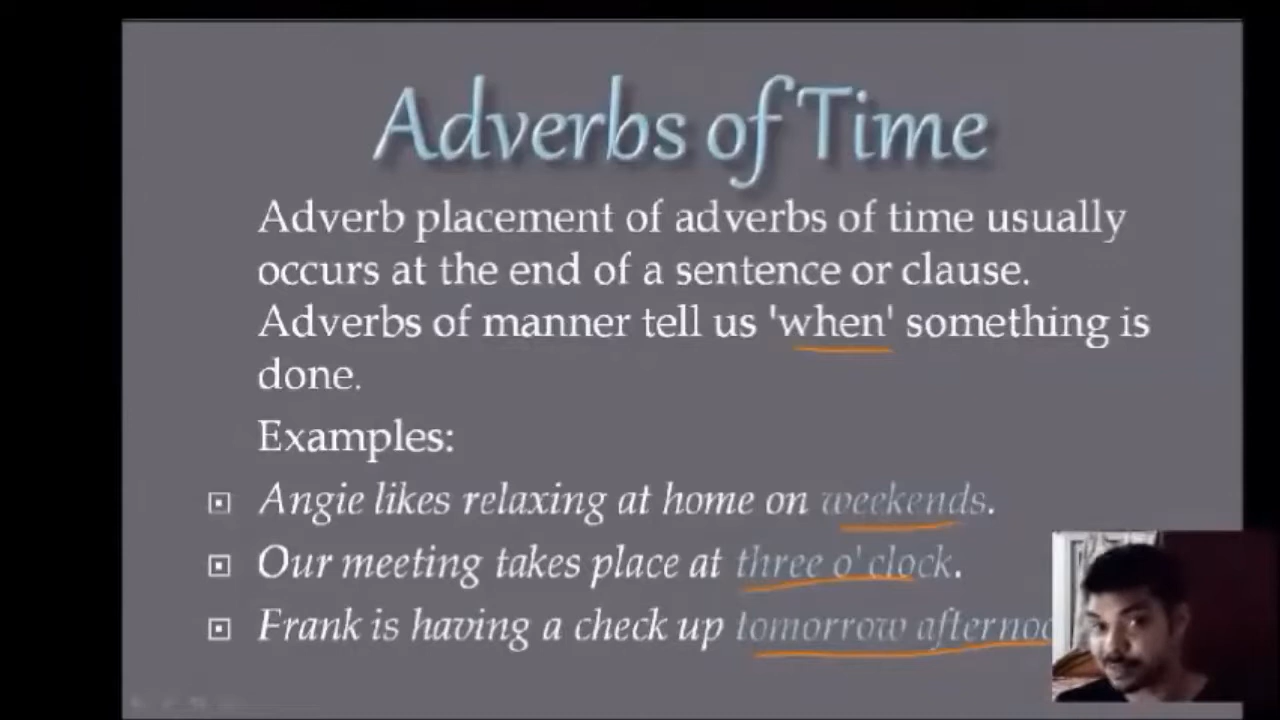 Adverbs of Time
Adverb placement of adverbs of time usually
occurs at the end of a sentence or clause.
Adverbs of manner tell us 'when' something is
done.
Examples:
Angie likes relaxing at home on weekends.
Our meeting takes place at three o'clock.
Frank is having a check up tomorrow